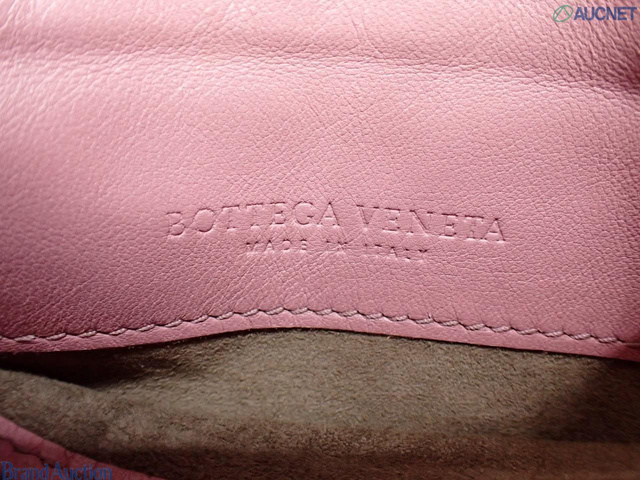 AUCNET
BOTTEGA VENETA
MADE IN ITALY
Brand Auction